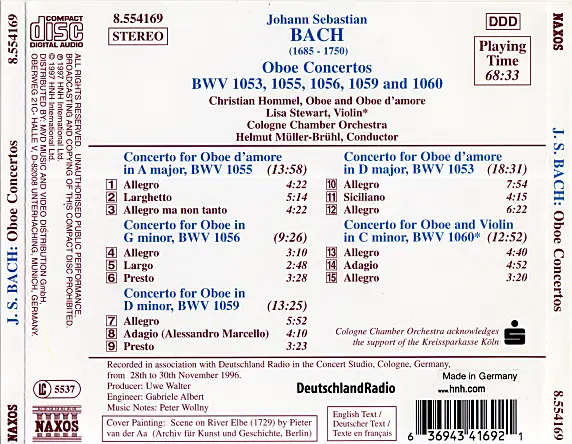 8.554169
J. S. BACH: Oboe Concertos
NAXOS
COMPACT
disc
DIGITAL AUDIO
ALL RIGHTS RESERVED. UNAUTHORISED PUBLIC PERFORMANCE,
BROADCASTING AND COPYING OF THIS COMPACT DISC PROHIBITED.
℗ 1997 HNH International Ltd.
© 1997 HNH International Ltd.
DISTRIBUTED BY: MVD MUSIC AND VIDEO DISTRIBUTION GmbH,
OBERWEG 21C- HALLE V, D-82008 UNTERHACHING, MUNICH, GERMANY.
LC 5537
NAXOS
8.554169
STEREO
Johann Sebastian
BACH
(1685 - 1750)
Oboe Concertos
BWV 1053, 1055, 1056, 1059 and 1060
Christian Hommel, Oboe and Oboe d'amore
Lisa Stewart, Violin*
Cologne Chamber Orchestra
Helmut Müller-Brühl, Conductor
DDD
Playing
Time
68:33
Concerto for Oboe d'amore
in A major, BWV 1055 (13:58)
1 Allegro 4:22
2 Larghetto 5:14
3 Allegro ma non tanto 4:22
Concerto for Oboe in
G minor, BWV 1056 (9:26)
4 Allegro 3:10
5 Largo 2:48
6 Presto 3:28
Concerto for Oboe in
D minor, BWV 1059 (13:25)
7 Allegro 5:52
8 Adagio (Alessandro Marcello) 4:10
9 Presto 3:23
Concerto for Oboe d'amore
in D major, BWV 1053 (18:31)
10 Allegro 7:54
11 Siciliano 4:15
12 Allegro 6:22
Concerto for Oboe and Violin
in C minor, BWV 1060* (12:52)
13 Allegro 4:40
14 Adagio 4:52
15 Allegro 3:20
Cologne Chamber Orchestra acknowledges
the support of the Kreissparkasse Köln
Recorded in association with Deutschland Radio in the Concert Studio, Cologne, Germany,
from 28th to 30th November 1996.
Producer: Uwe Walter
Engineer: Gabriele Albert
Music Notes: Peter Wollny
DeutschlandRadio
Made in Germany
www.hnh.com
Cover Painting: Scene on River Elbe (1729) by Pieter
van der Aa (Archiv für Kunst und Geschichte, Berlin)
English Text /
Deutscher Text /
Texte en français
6 36943 41692 1
NAXOS
J. S. BACH: Oboe Concertos
8.554169